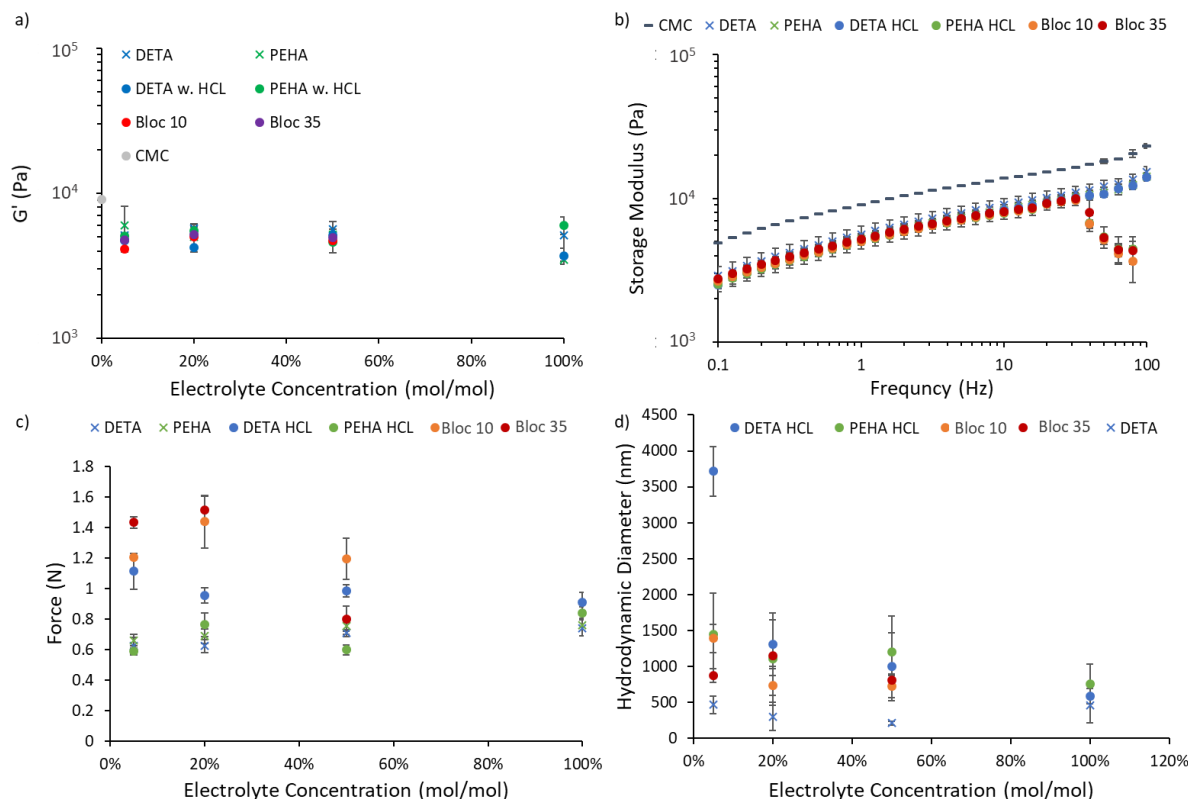 a)
× DETA × PEHA
● DETA w. HCL ● PEHA w. HCL
● Bloc 10 ● Bloc 35
● CMC
10⁵
10⁴
10³
G' (Pa)
0 20% 40% 60% 80% 100%
Electrolyte Concentration (mol/mol)
b)
CMC × DETA × PEHA ● DETA HCL ● PEHA HCL ● Bloc 10 ● Bloc 35
10⁵
10⁴
10³
Storage Modulus (Pa)
0.1 1 10 100
Frequncy (Hz)
c)
× DETA × PEHA ● DETA HCL ● PEHA HCL ● Bloc 10 ● Bloc 35
1.8
1.6
1.4
1.2
1
0.8
0.6
0.4
0.2
0
Force (N)
0% 20% 40% 60% 80% 100%
Electrolyte Concentration (mol/mol)
d)
● DETA HCL ● PEHA HCL ● Bloc 10 ● Bloc 35 × DETA
4500
4000
3500
3000
2500
2000
1500
1000
500
0
Hydrodynamic Diameter (nm)
0% 20% 40% 60% 80% 100% 120%
Electrolyte Concentration (mol/mol)